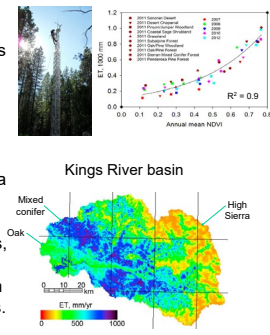 s
ET, 1000 mm
1.2
1.0
0.8
0.6
0.4
0.2
0.0
2011 Sonoran Desert
2011 Desert Chaparral
2011 Pinyon/Juniper Woodland
2011 Coastal Sage Shrubland
2011 Grassland
2011 Subalpine Forest
2011 Oak/Pine Woodland
2011 Oak/Pine Forest
2011 Sierran Mixed Conifer Forest
2011 Ponderosa Pine Forest
2007
2008
2009
2010
2012
R² = 0.9
0.0 0.1 0.2 0.3 0.4 0.5 0.6 0.7 0.8
Annual mean NDVI
Kings River basin
a
Mixed
conifer
High
Sierra
Oak
s,
0 10 20
km
n
s.
ET, mm/yr
0 500 1000